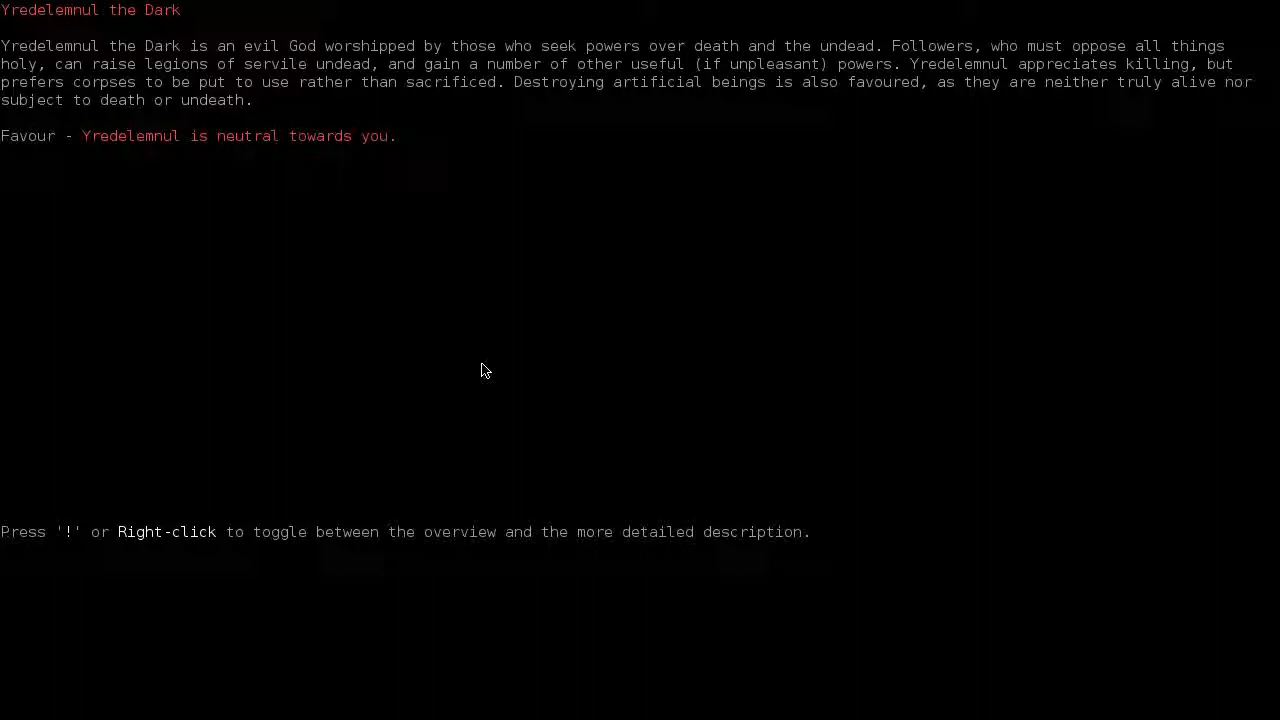 Yredelemnul the Dark
Yredelemnul the Dark is an evil God worshipped by those who seek powers over death and the undead. Followers, who must oppose all things
holy, can raise legions of servile undead, and gain a number of other useful (if unpleasant) powers. Yredelemnul appreciates killing, but
prefers corpses to be put to use rather than sacrificed. Destroying artificial beings is also favoured, as they are neither truly alive nor
subject to death or undeath.
Favour - Yredelemnul is neutral towards you.
Press '!' or Right-click to toggle between the overview and the more detailed description.